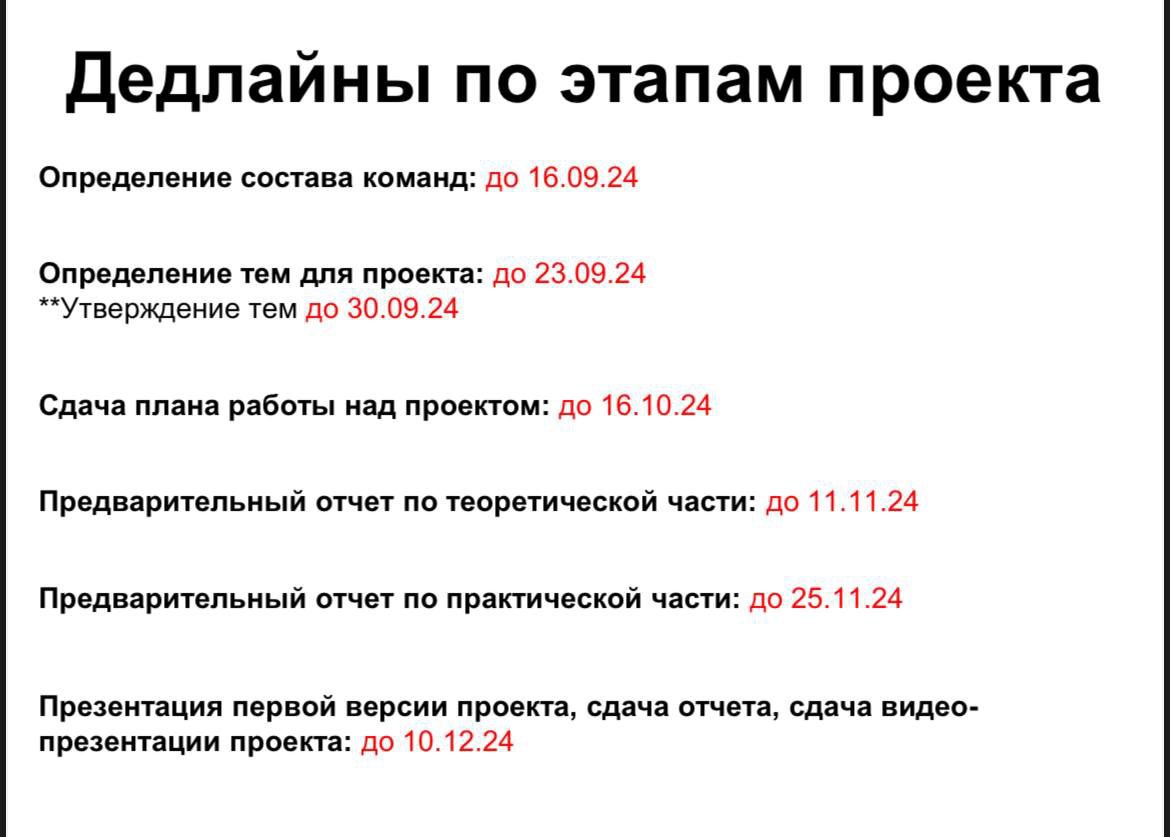 Дедлайны по этапам проекта
Определение состава команд: до 16.09.24
Определение тем для проекта: до 23.09.24
**Утверждение тем до 30.09.24
Сдача плана работы над проектом: до 16.10.24
Предварительный отчет по теоретической части: до 11.11.24
Предварительный отчет по практической части: до 25.11.24
Презентация первой версии проекта, сдача отчета, сдача видео-
презентации проекта: до 10.12.24